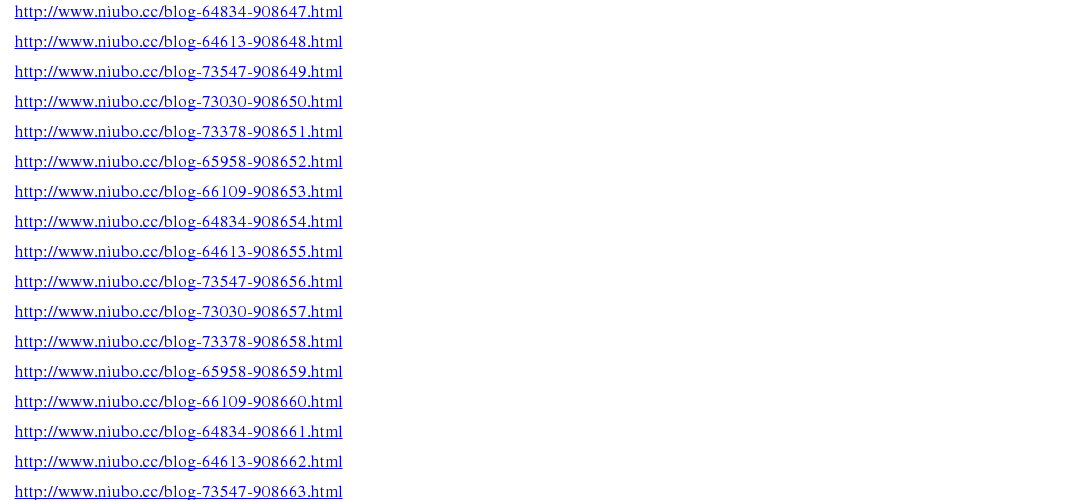 http://www.niubo.cc/blog-64834-908647.html
http://www.niubo.cc/blog-64613-908648.html
http://www.niubo.cc/blog-73547-908649.html
http://www.niubo.cc/blog-73030-908650.html
http://www.niubo.cc/blog-73378-908651.html
http://www.niubo.cc/blog-65958-908652.html
http://www.niubo.cc/blog-66109-908653.html
http://www.niubo.cc/blog-64834-908654.html
http://www.niubo.cc/blog-64613-908655.html
http://www.niubo.cc/blog-73547-908656.html
http://www.niubo.cc/blog-73030-908657.html
http://www.niubo.cc/blog-73378-908658.html
http://www.niubo.cc/blog-65958-908659.html
http://www.niubo.cc/blog-66109-908660.html
http://www.niubo.cc/blog-64834-908661.html
http://www.niubo.cc/blog-64613-908662.html
http://www.niubo.cc/blog-73547-908663.html